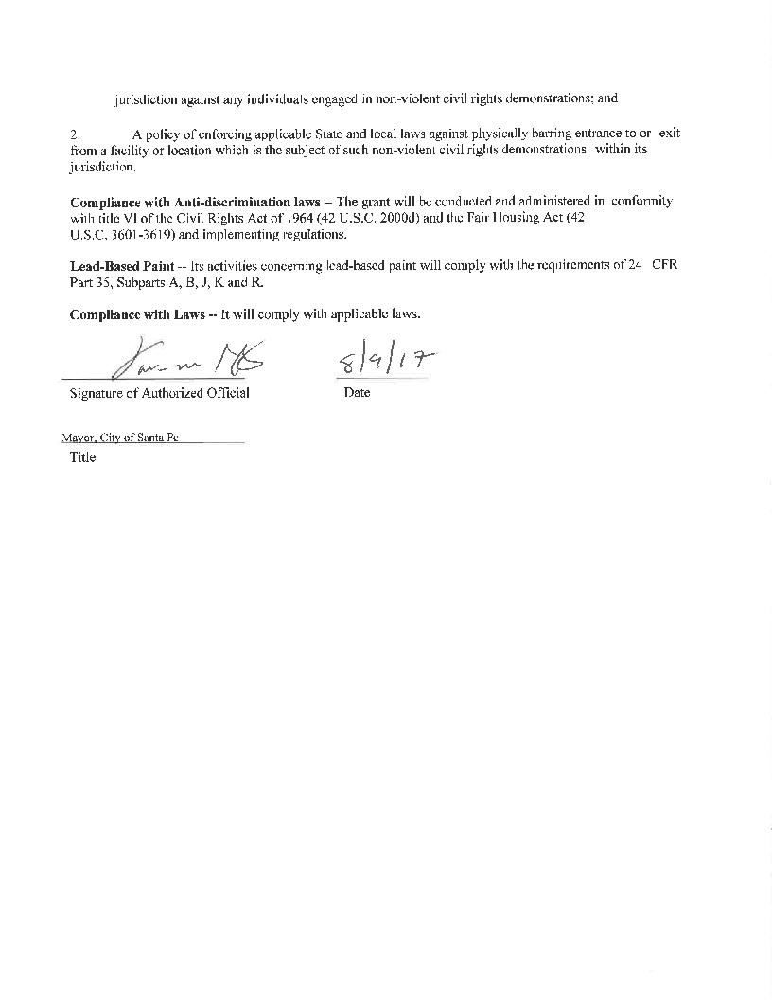 jurisdiction against any individuals engaged in non-violent civil rights demonstrations; and
2. A policy of enforcing applicable State and local laws against physically barring entrance to or exit
from a facility or location which is the subject of such non-violent civil rights demonstrations within its
jurisdiction.
Compliance with Anti-discrimination laws – The grant will be conducted and administered in conformity
with title VI of the Civil Rights Act of 1964 (42 U.S.C. 2000d) and the Fair Housing Act (42
U.S.C. 3601-3619) and implementing regulations.
Lead-Based Paint -- Its activities concerning lead-based paint will comply with the requirements of 24 CFR
Part 35, Subparts A, B, J, K and R.
Compliance with Laws -- It will comply with applicable laws.
8/9/17
Signature of Authorized Official Date
Mayor, City of Santa Fe
Title